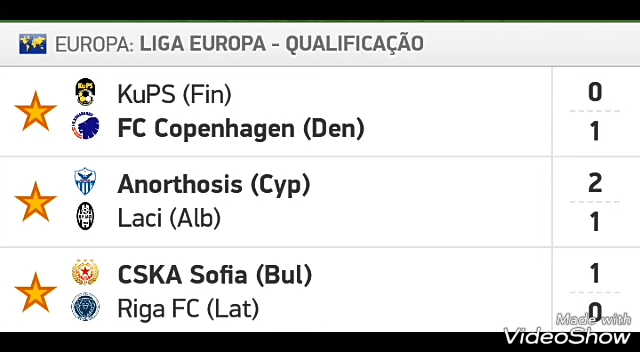 EUROPA: LIGA EUROPA - QUALIFICAÇÃO
KuPS (Fin) 0
FC Copenhagen (Den) 1
Anorthosis (Cyp) 2
Laci (Alb) 1
CSKA Sofia (Bul) 1
Riga FC (Lat) 0
Made with
VideoShow